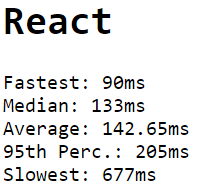 React
Fastest: 90ms
Median: 133ms
Average: 142.65ms
95th Perc.: 205ms
Slowest: 677ms